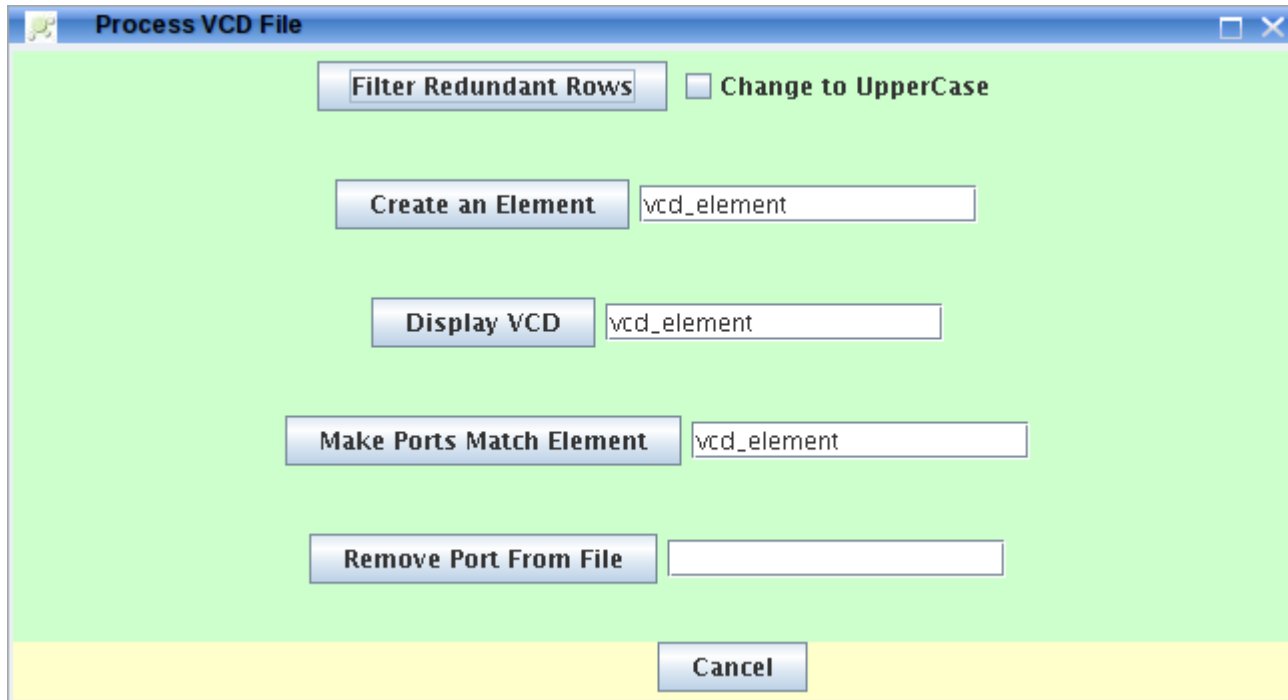 Process VCD File
Filter Redundant Rows Change to UpperCase
Create an Element vcd_element
Display VCD vcd_element
Make Ports Match Element vcd_element
Remove Port From File
Cancel